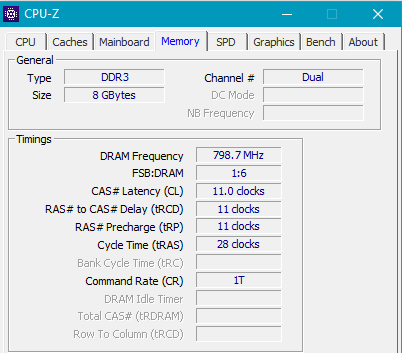 CPU-Z
CPU Caches Mainboard Memory SPD Graphics Bench About
General
Type DDR3 Channel # Dual
Size 8 GBytes DC Mode
NB Frequency
Timings
DRAM Frequency 798.7 MHz
FSB:DRAM 1:6
CAS# Latency (CL) 11.0 clocks
RAS# to CAS# Delay (tRCD) 11 clocks
RAS# Precharge (tRP) 11 clocks
Cycle Time (tRAS) 28 clocks
Bank Cycle Time (tRC)
Command Rate (CR) 1T
DRAM Idle Timer
Total CAS# (tRDRAM)
Row To Column (tRCD)